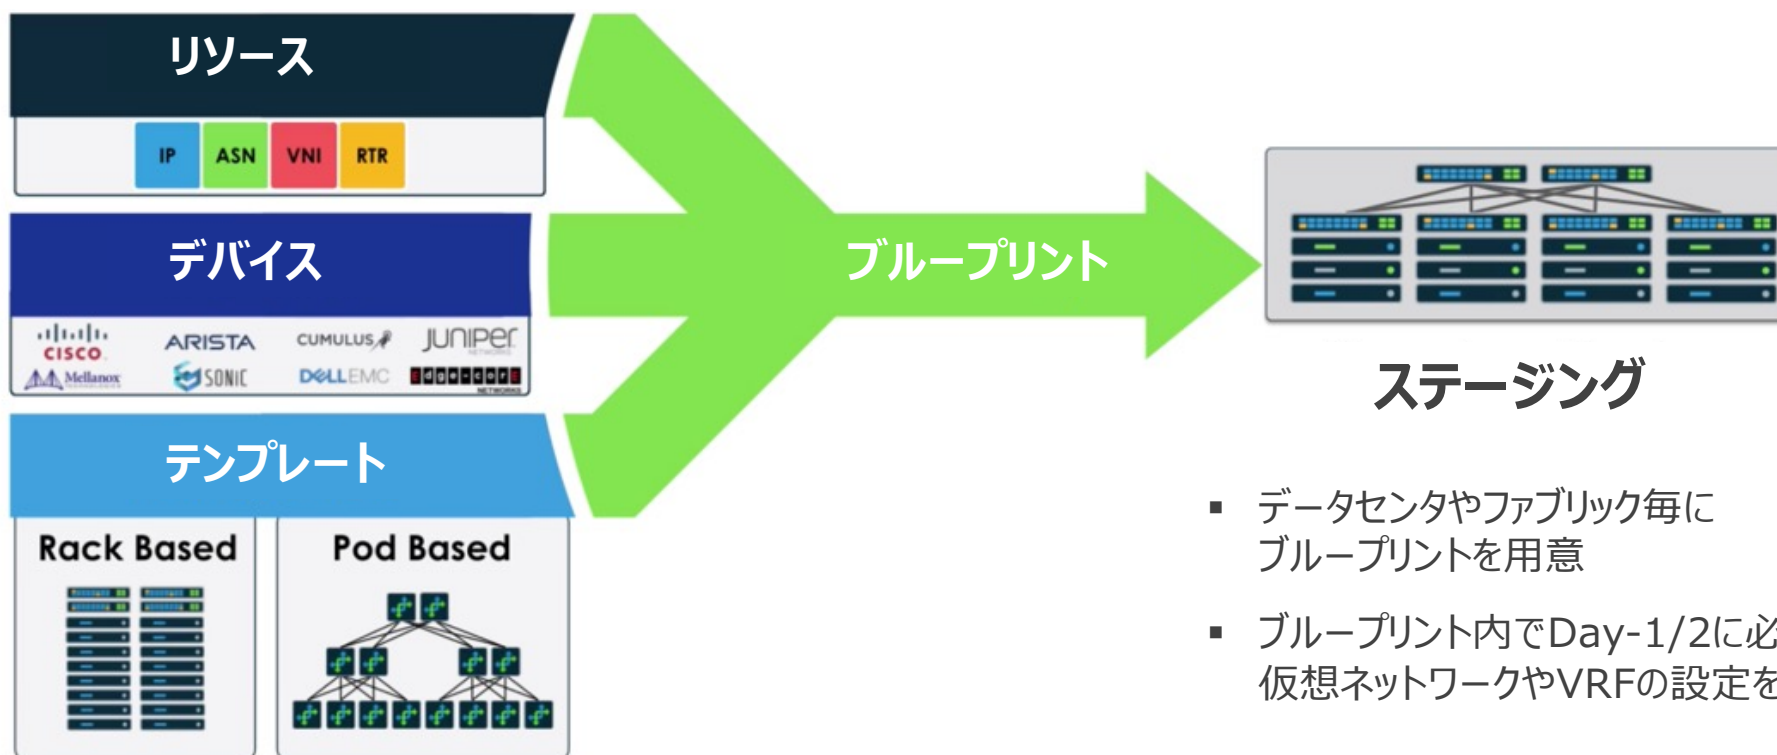 リソース
IP ASN VNI RTR
デバイス
CISCO ARISTA CUMULUS JUNIPEr
NETWORKS
Mellanox SONiC DELLEMC Edge-corE
NETWORKS
テンプレート
Rack Based Pod Based
ブループリント
ステージング
▪ データセンタやファブリック毎に
ブループリントを用意
▪ ブループリント内でDay-1/2に必
仮想ネットワークやVRFの設定を